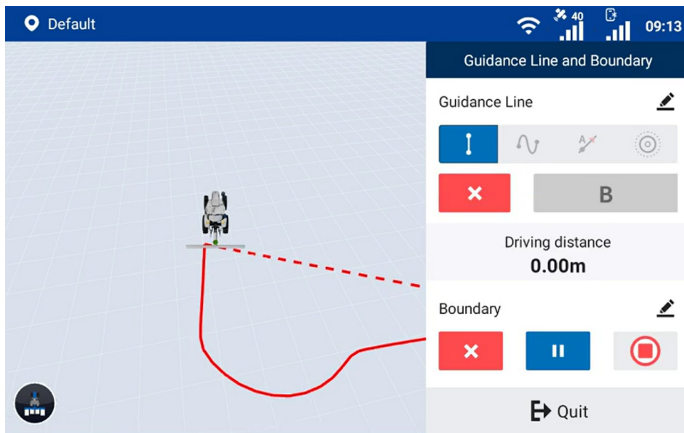 Default
40
09:13
Guidance Line and Boundary
Guidance Line
A
B
Driving distance
0.00m
Boundary
Quit